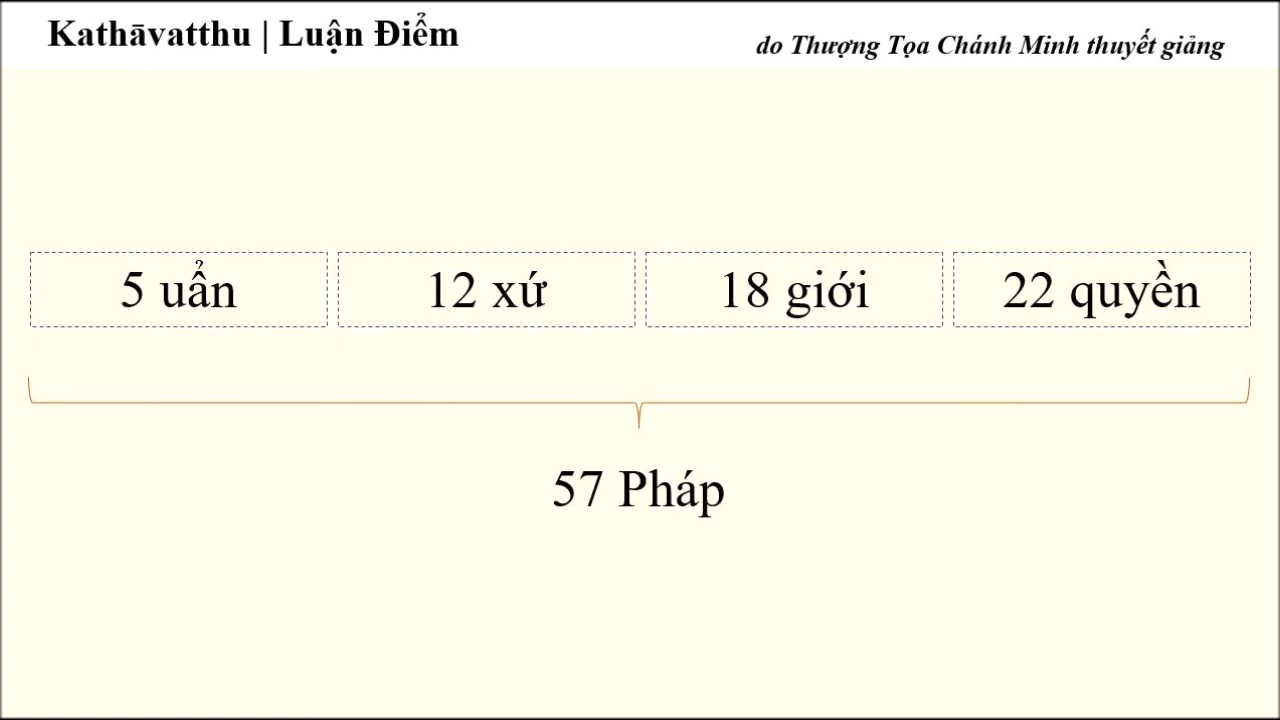 Kathāvatthu | Luận Điểm
do Thượng Tọa Chánh Minh thuyết giảng
5 uẩn
12 xứ
18 giới
22 quyền
57 Pháp